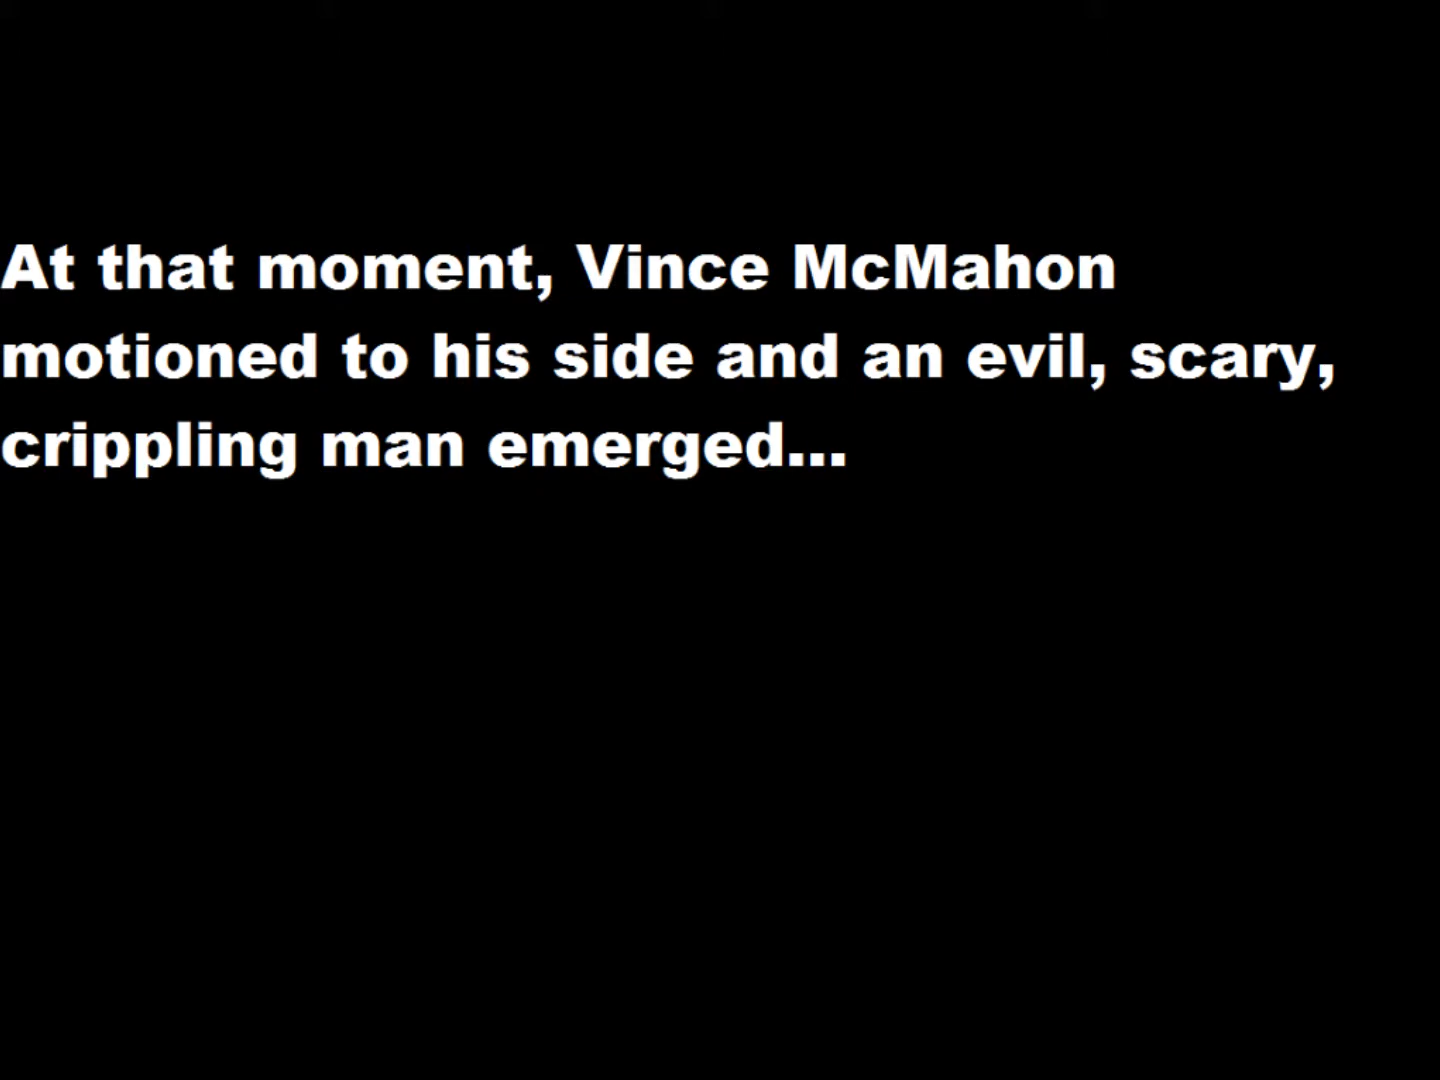 At that moment, Vince McMahon
motioned to his side and an evil, scary,
crippling man emerged...